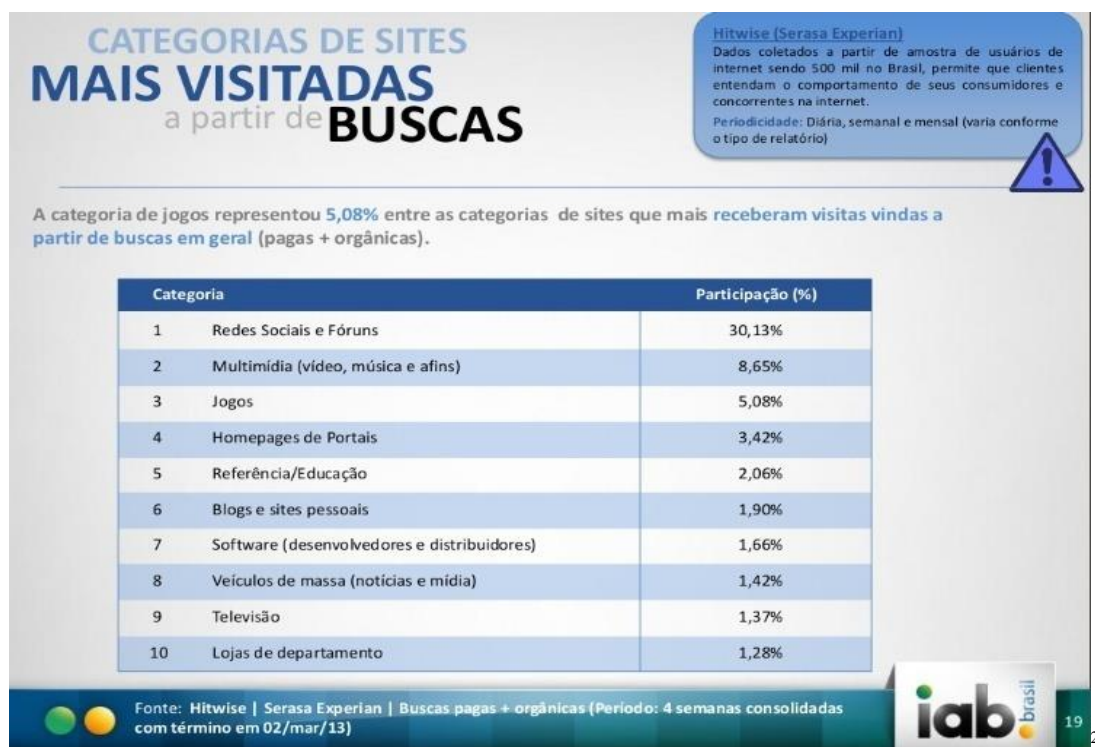 CATEGORIAS DE SITES
MAIS VISITADAS
a partir de BUSCAS
Hitwise (Serasa Experian)
Dados coletados a partir de amostra de usuários de
internet sendo 500 mil no Brasil, permite que clientes
entendam o comportamento de seus consumidores e
concorrentes na internet.
Periodicidade: Diária, semanal e mensal (varia conforme
o tipo de relatório)
!
A categoria de jogos representou 5,08% entre as categorias de sites que mais receberam visitas vindas a
partir de buscas em geral (pagas + orgânicas).
Categoria Participação (%)
1 Redes Sociais e Fóruns 30,13%
2 Multimídia (vídeo, música e afins) 8,65%
3 Jogos 5,08%
4 Homepages de Portais 3,42%
5 Referência/Educação 2,06%
6 Blogs e sites pessoais 1,90%
7 Software (desenvolvedores e distribuidores) 1,66%
8 Veículos de massa (notícias e mídia) 1,42%
9 Televisão 1,37%
10 Lojas de departamento 1,28%
Fonte: Hitwise | Serasa Experian | Buscas pagas + orgânicas (Período: 4 semanas consolidadas
com término em 02/mar/13)
iab.brasil
19